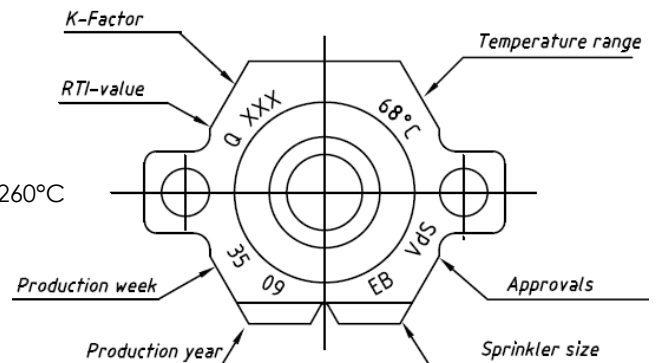 K-Factor
Temperature range
RTI-value
Q XXX
68°C
260°C
35
09
EB
VdS
Production week
Approvals
Production year
Sprinkler size